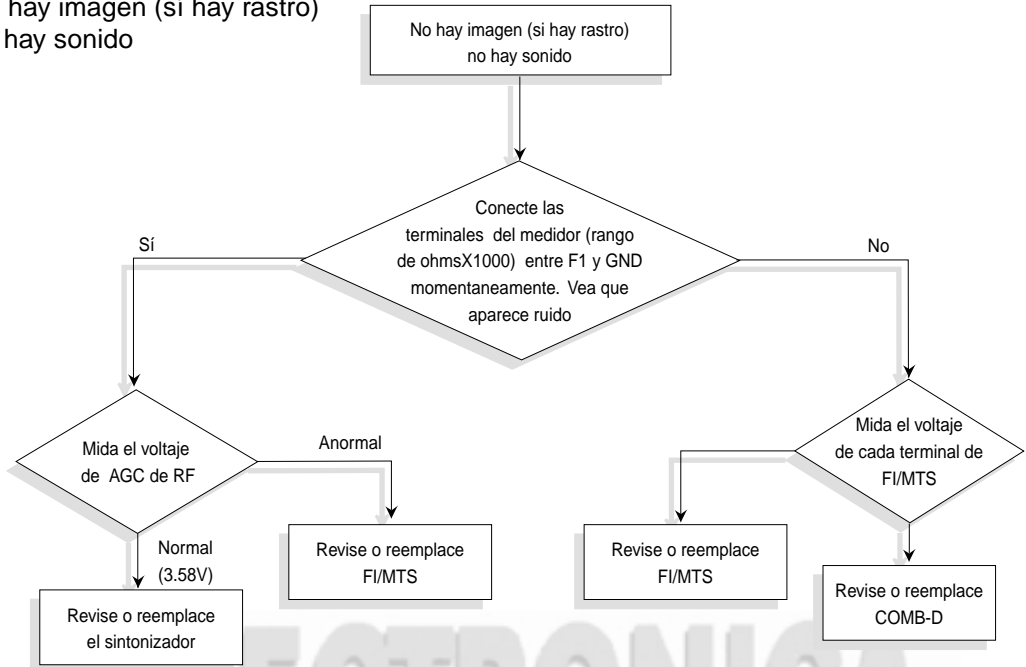 hay imagen (sí hay rastro)
hay sonido
No hay imagen (si hay rastro)
no hay sonido
Conecte las
terminales del medidor (rango
de ohmsX1000) entre F1 y GND
momentaneamente. Vea que
aparece ruido
Sí
No
Mida el voltaje
de AGC de RF
Anormal
Mida el voltaje
de cada terminal de
FI/MTS
Normal
(3.58V)
Revise o reemplace
FI/MTS
Revise o reemplace
FI/MTS
Revise o reemplace
el sintonizador
Revise o reemplace
COMB-D